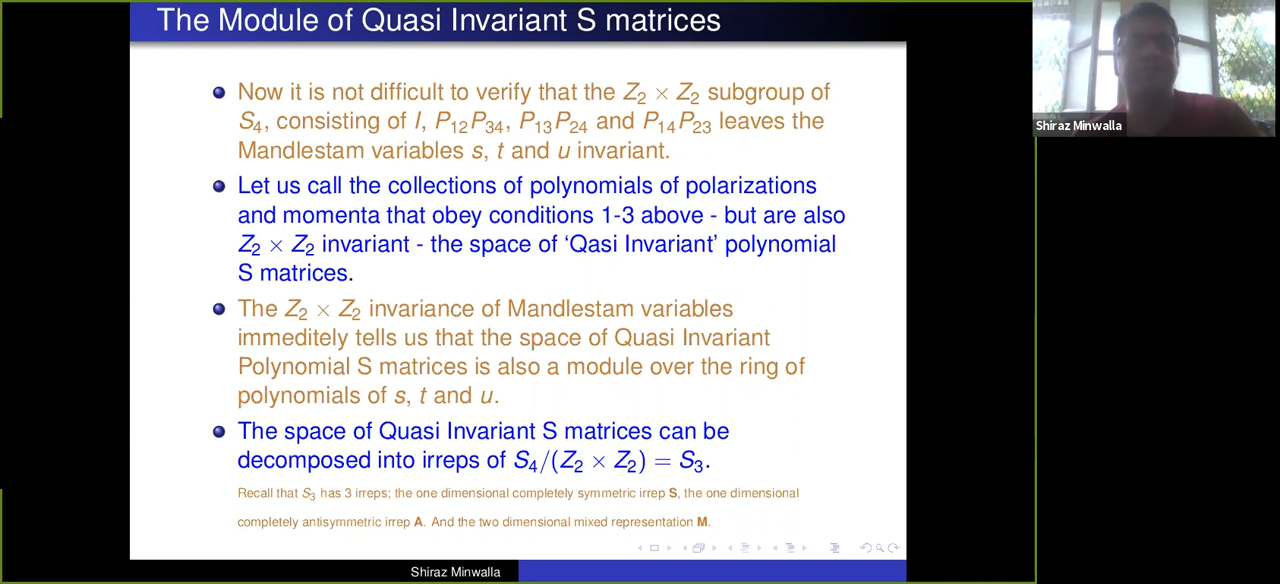 The Module of Quasi Invariant S matrices
Now it is not difficult to verify that the Z₂ × Z₂ subgroup of
S₄, consisting of I, P₁₂P₃₄, P₁₃P₂₄ and P₁₄P₂₃ leaves the
Mandlestam variables s, t and u invariant.
Let us call the collections of polynomials of polarizations
and momenta that obey conditions 1-3 above - but are also
Z₂ × Z₂ invariant - the space of ‘Qasi Invariant’ polynomial
S matrices.
The Z₂ × Z₂ invariance of Mandlestam variables
immeditely tells us that the space of Quasi Invariant
Polynomial S matrices is also a module over the ring of
polynomials of s, t and u.
The space of Quasi Invariant S matrices can be
decomposed into irreps of S₄/(Z₂ × Z₂) = S₃.
Recall that S₃ has 3 irreps; the one dimensional completely symmetric irrep S, the one dimensional
completely antisymmetric irrep A. And the two dimensional mixed representation M.
Shiraz Minwalla
Shiraz Minwalla